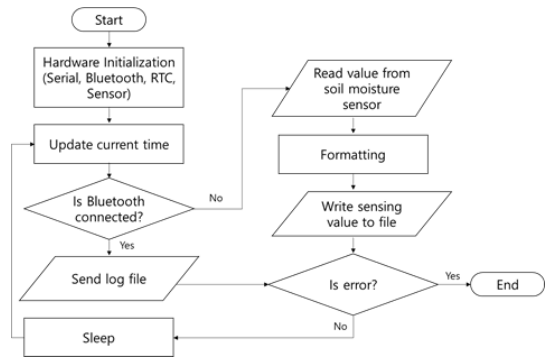 Start
Hardware Initialization
(Serial, Bluetooth, RTC,
Sensor)
Update current time
Is Bluetooth
connected?
No
Yes
Send log file
Sleep
Read value from
soil moisture
sensor
Formatting
Write sensing
value to file
Is error?
Yes
No
End